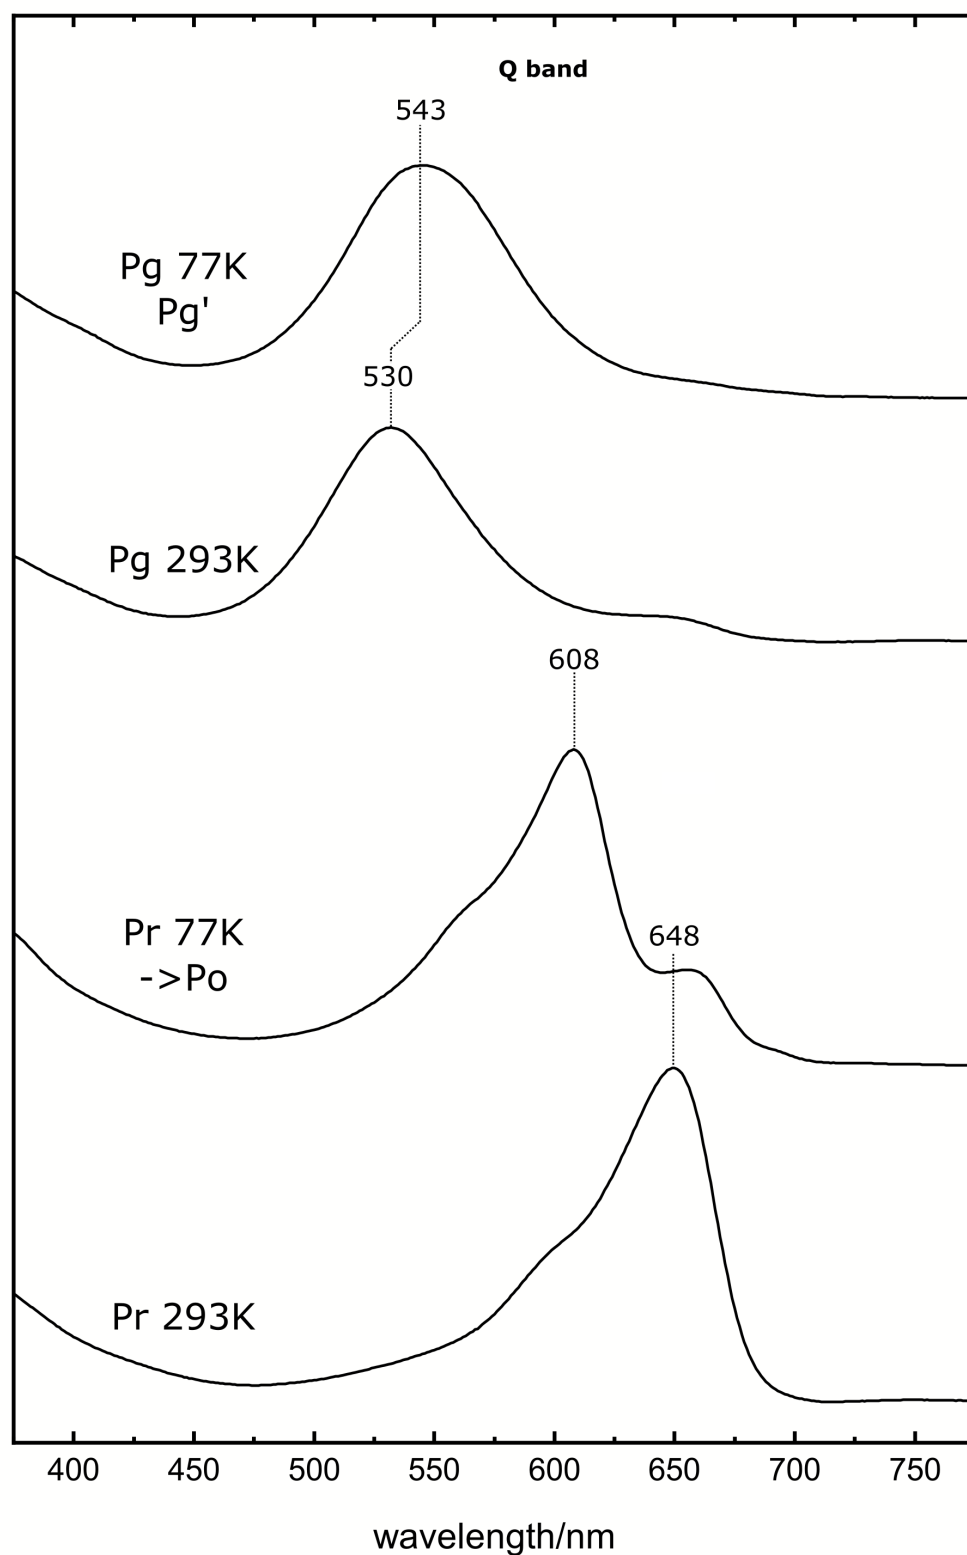 Q band
543
Pg 77K
Pg'
530
Pg 293K
608
Pr 77K
->Po
648
Pr 293K
400 450 500 550 600 650 700 750
wavelength/nm